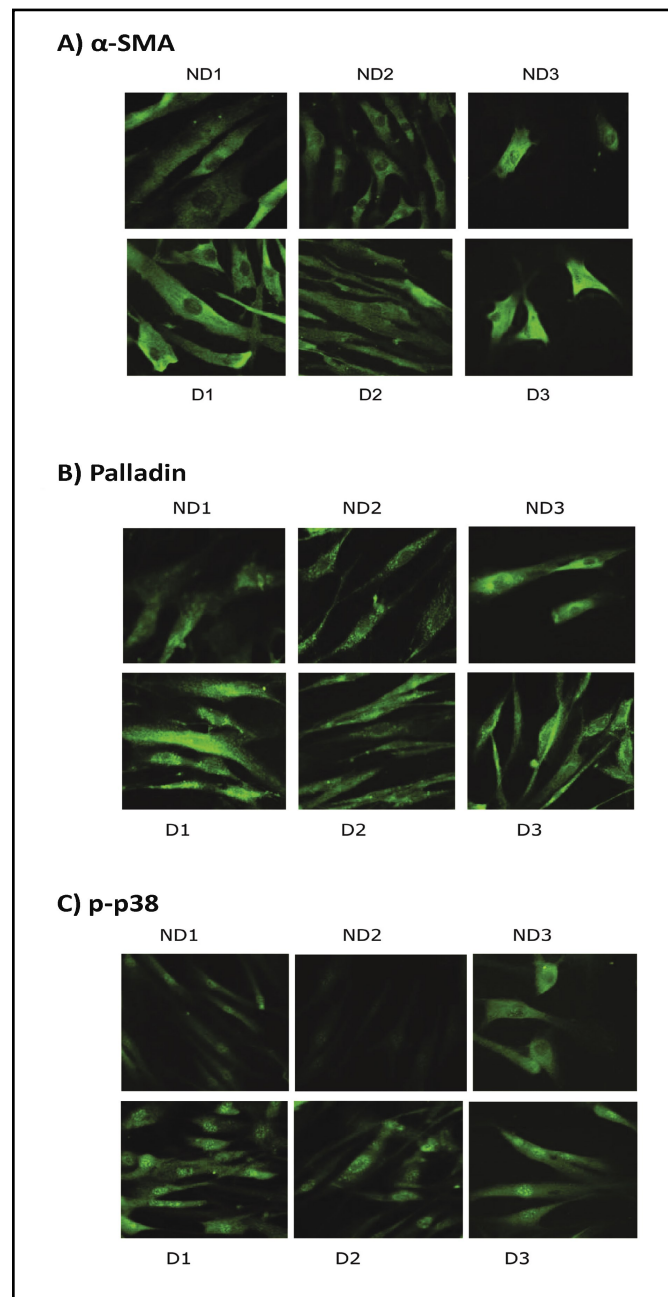 A) α-SMA
ND1 ND2 ND3
D1 D2 D3
B) Palladin
ND1 ND2 ND3
D1 D2 D3
C) p-p38
ND1 ND2 ND3
D1 D2 D3